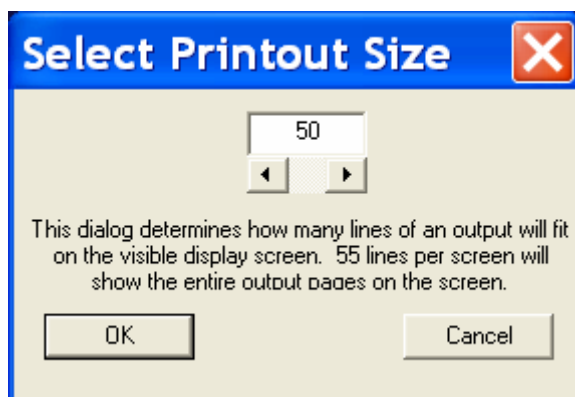 Select Printout Size
50
This dialog determines how many lines of an output will fit
on the visible display screen. 55 lines per screen will
show the entire output pages on the screen.
OK
Cancel